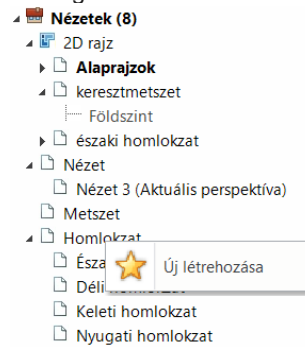 Nézetek (8)
2D rajz
Alaprajzok
keresztmetszet
Földszint
északi homlokzat
Nézet
Nézet 3 (Aktuális perspektíva)
Metszet
Homlokzat
Új létrehozása
Keleti homlokzat
Nyugati homlokzat